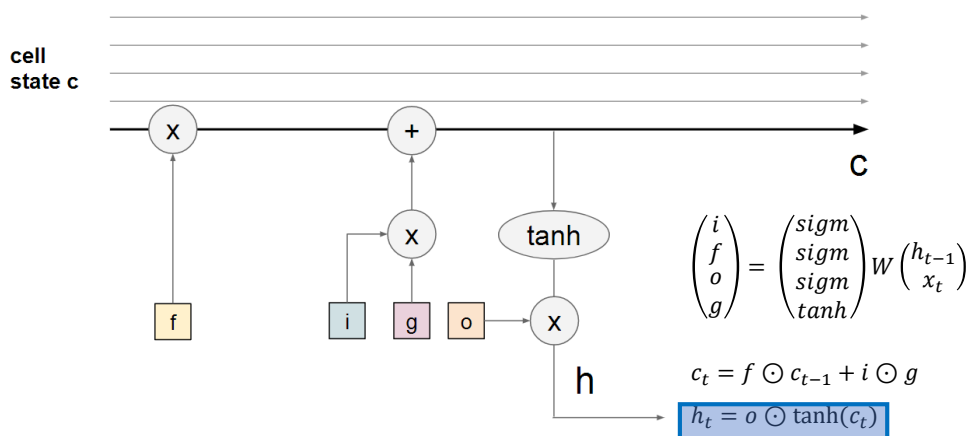 cell
state c
x
+
c
x
tanh
f
i
g
o
x
h
(i f o g) = (sigm sigm sigm tanh) W (h_{t-1} x_t)
c_t = f ⊙ c_{t-1} + i ⊙ g
h_t = o ⊙ tanh(c_t)